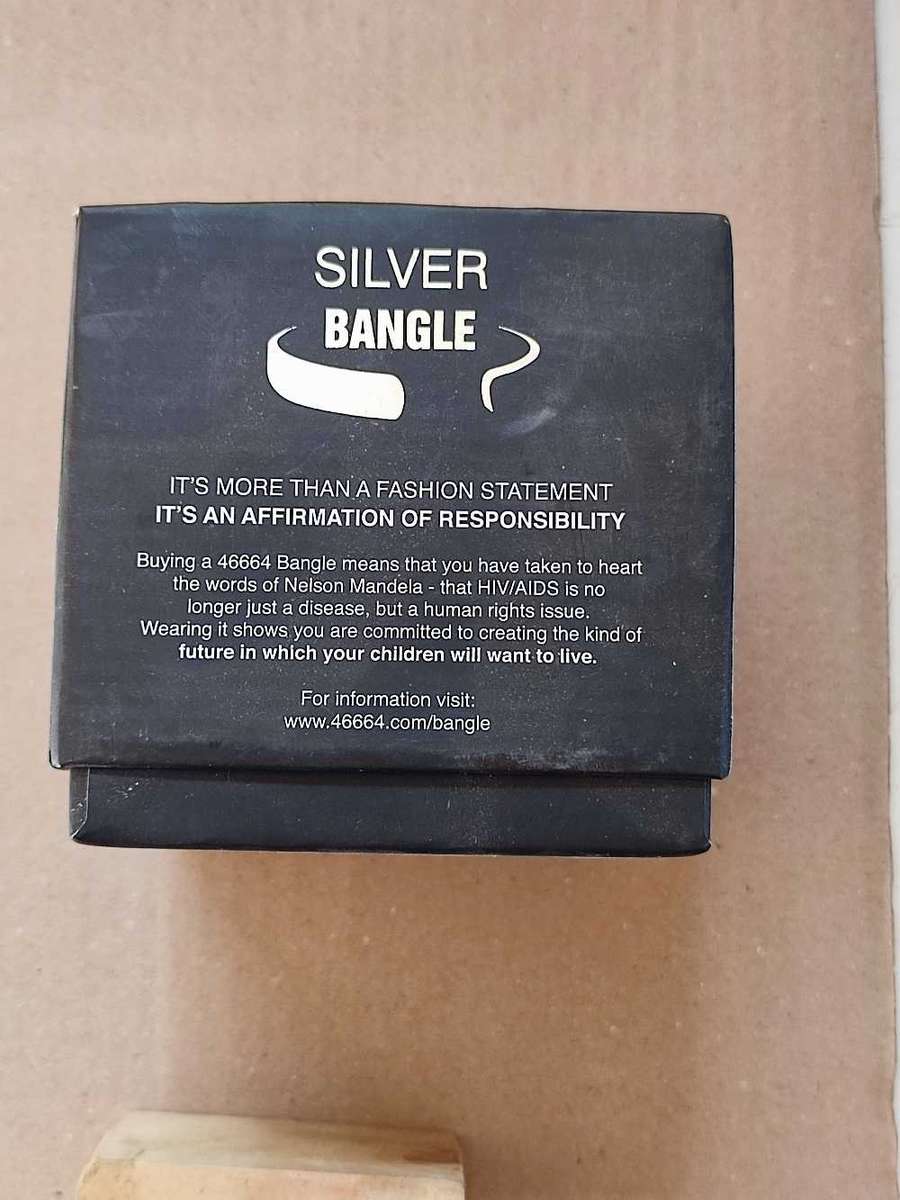 SILVER
BANGLE
IT'S MORE THAN A FASHION STATEMENT
IT'S AN AFFIRMATION OF RESPONSIBILITY
Buying a 46664 Bangle means that you have taken to heart
the words of Nelson Mandela - that HIV/AIDS is no
longer just a disease, but a human rights issue.
Wearing it shows you are committed to creating the kind of
future in which your children will want to live.
For information visit:
www.46664.com/bangle